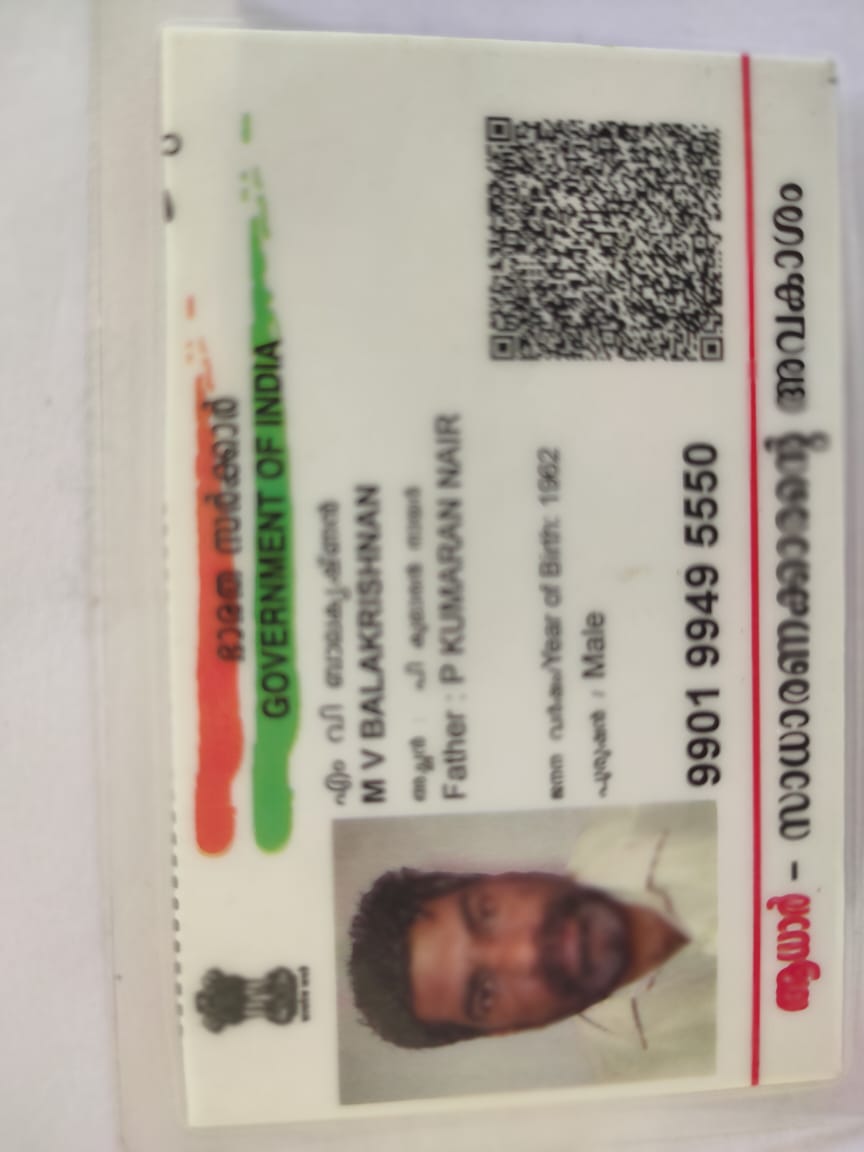 ഭാരത സർക്കാർ
GOVERNMENT OF INDIA
എം വി ബാലകൃഷ്ണൻ
M V BALAKRISHNAN
അച്ഛൻ : പി കുമാരൻ നായർ
Father : P KUMARAN NAIR
ജനന വർഷം/Year of Birth: 1962
പുരുഷൻ / Male
9901 9949 5550
ആധാർ - സാധാരണക്കാരന്റെ അവകാശം